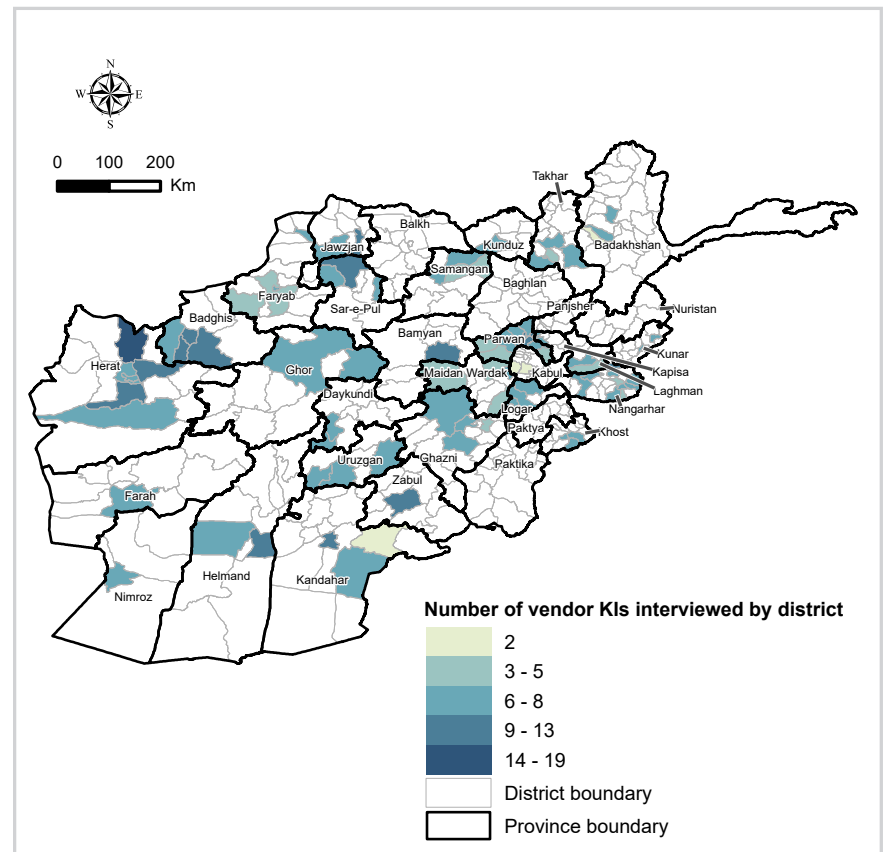 N
W E
S
0 100 200
Km
Takhar
Balkh
Jawzjan
Kunduz
Badakhshan
Samangan
Faryab
Baghlan
Sar-e-Pul
Panjsher
Nuristan
Badghis
Bamyan
Parwan
Kunar
Herat
Ghor
Maidan Wardak
Kabul
Kapisa
Laghman
Daykundi
Logar
Nangarhar
Paktya
Khost
Uruzgan
Ghazni
Paktika
Zabul
Farah
Helmand
Kandahar
Nimroz
Number of vendor KIs interviewed by district
2
3 - 5
6 - 8
9 - 13
14 - 19
District boundary
Province boundary